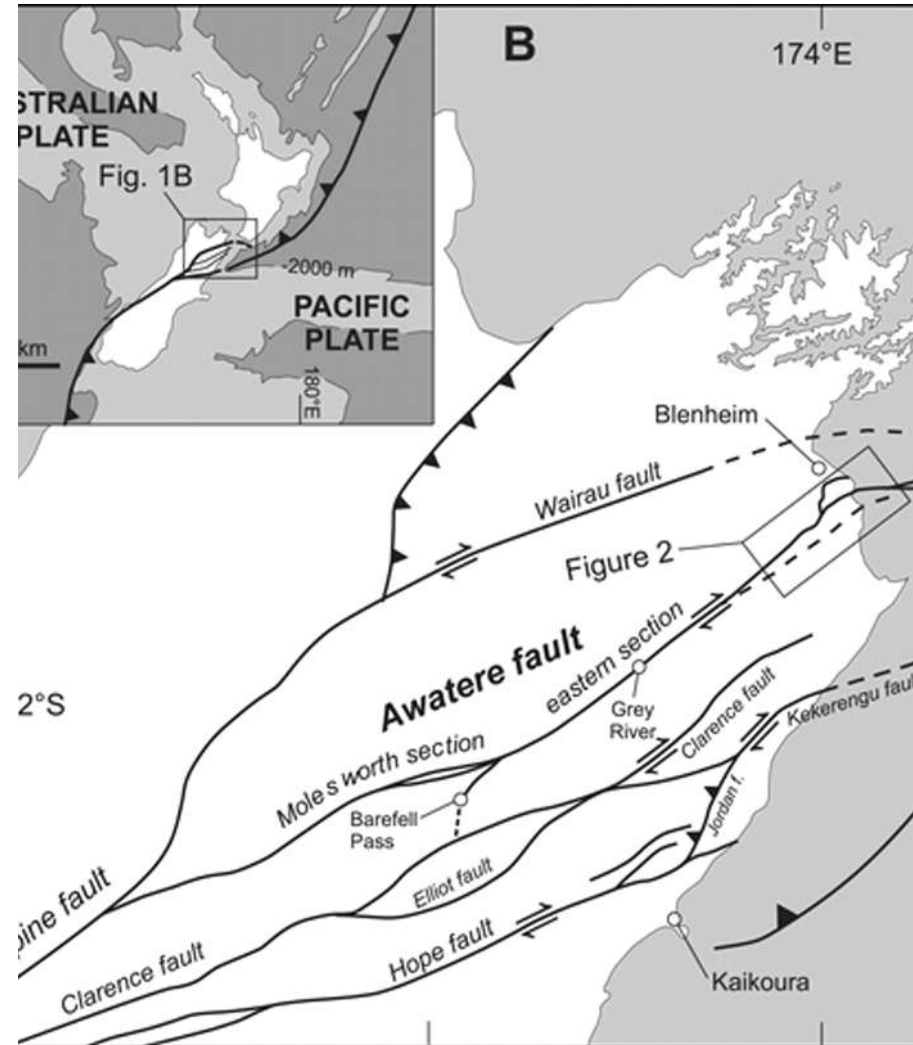 STRALIAN
PLATE
Fig. 1B
-2000 m
PACIFIC
PLATE
km
180°E
B
174°E
Blenheim
Wairau fault
Figure 2
Awatere fault
eastern section
2°S
Grey
River
Clarence fault
Kekerengu faul
Molesworth section
Barefell
Pass
Jordan f.
Elliot fault
pine fault
Hope fault
Clarence fault
Kaikoura